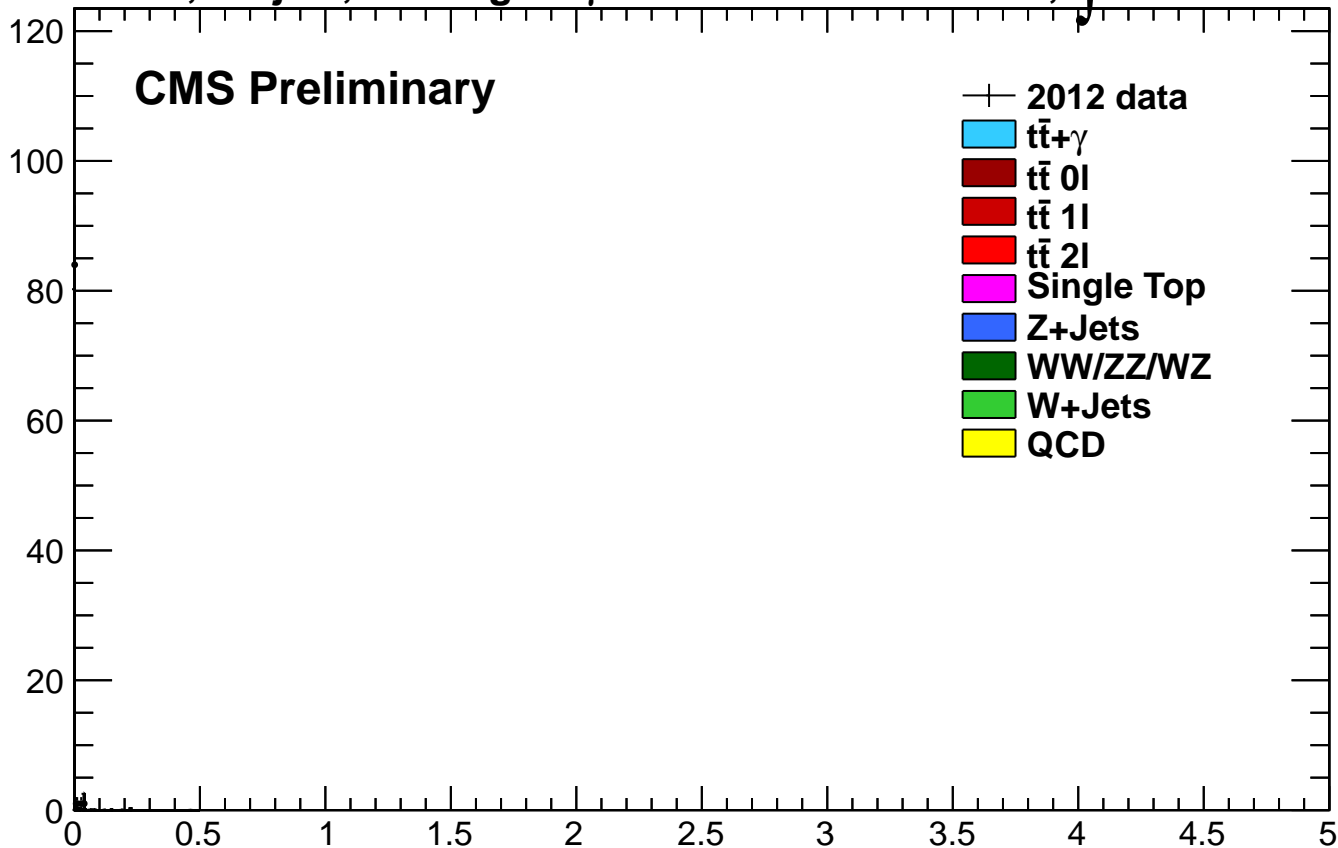 120
CMS Preliminary
2012 data
tt̄+γ
100
tt̄ 0l
tt̄ 1l
tt̄ 2l
80
Single Top
Z+Jets
WW/ZZ/WZ
60
W+Jets
QCD
40
20
0
0 0.5 1 1.5 2 2.5 3 3.5 4 4.5 5